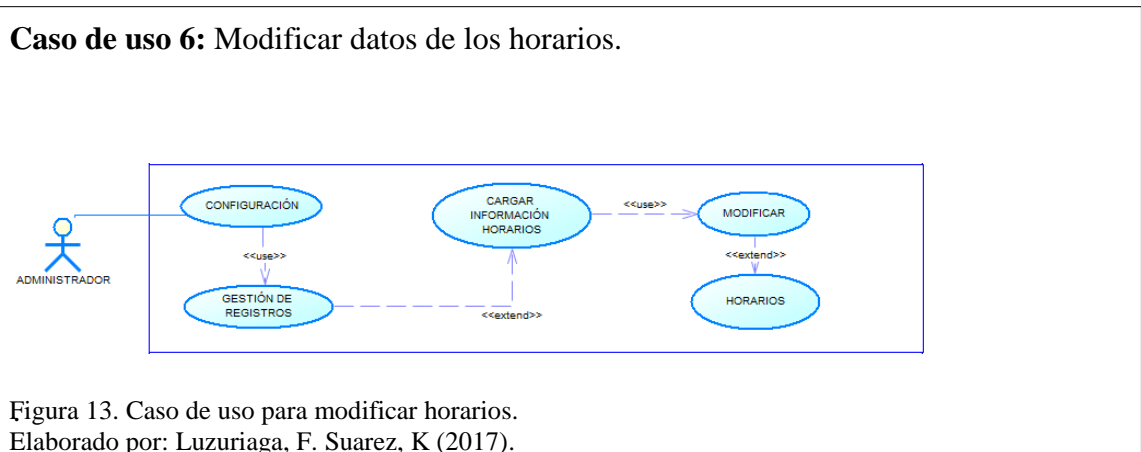 Caso de uso 6: Modificar datos de los horarios.
CONFIGURACIÓN
CARGAR
INFORMACIÓN
HORARIOS
<<use>>
MODIFICAR
ADMINISTRADOR
<<use>>
<<extend>>
GESTIÓN DE
REGISTROS
HORARIOS
<<extend>>
Figura 13. Caso de uso para modificar horarios.
Elaborado por: Luzuriaga, F. Suarez, K (2017).